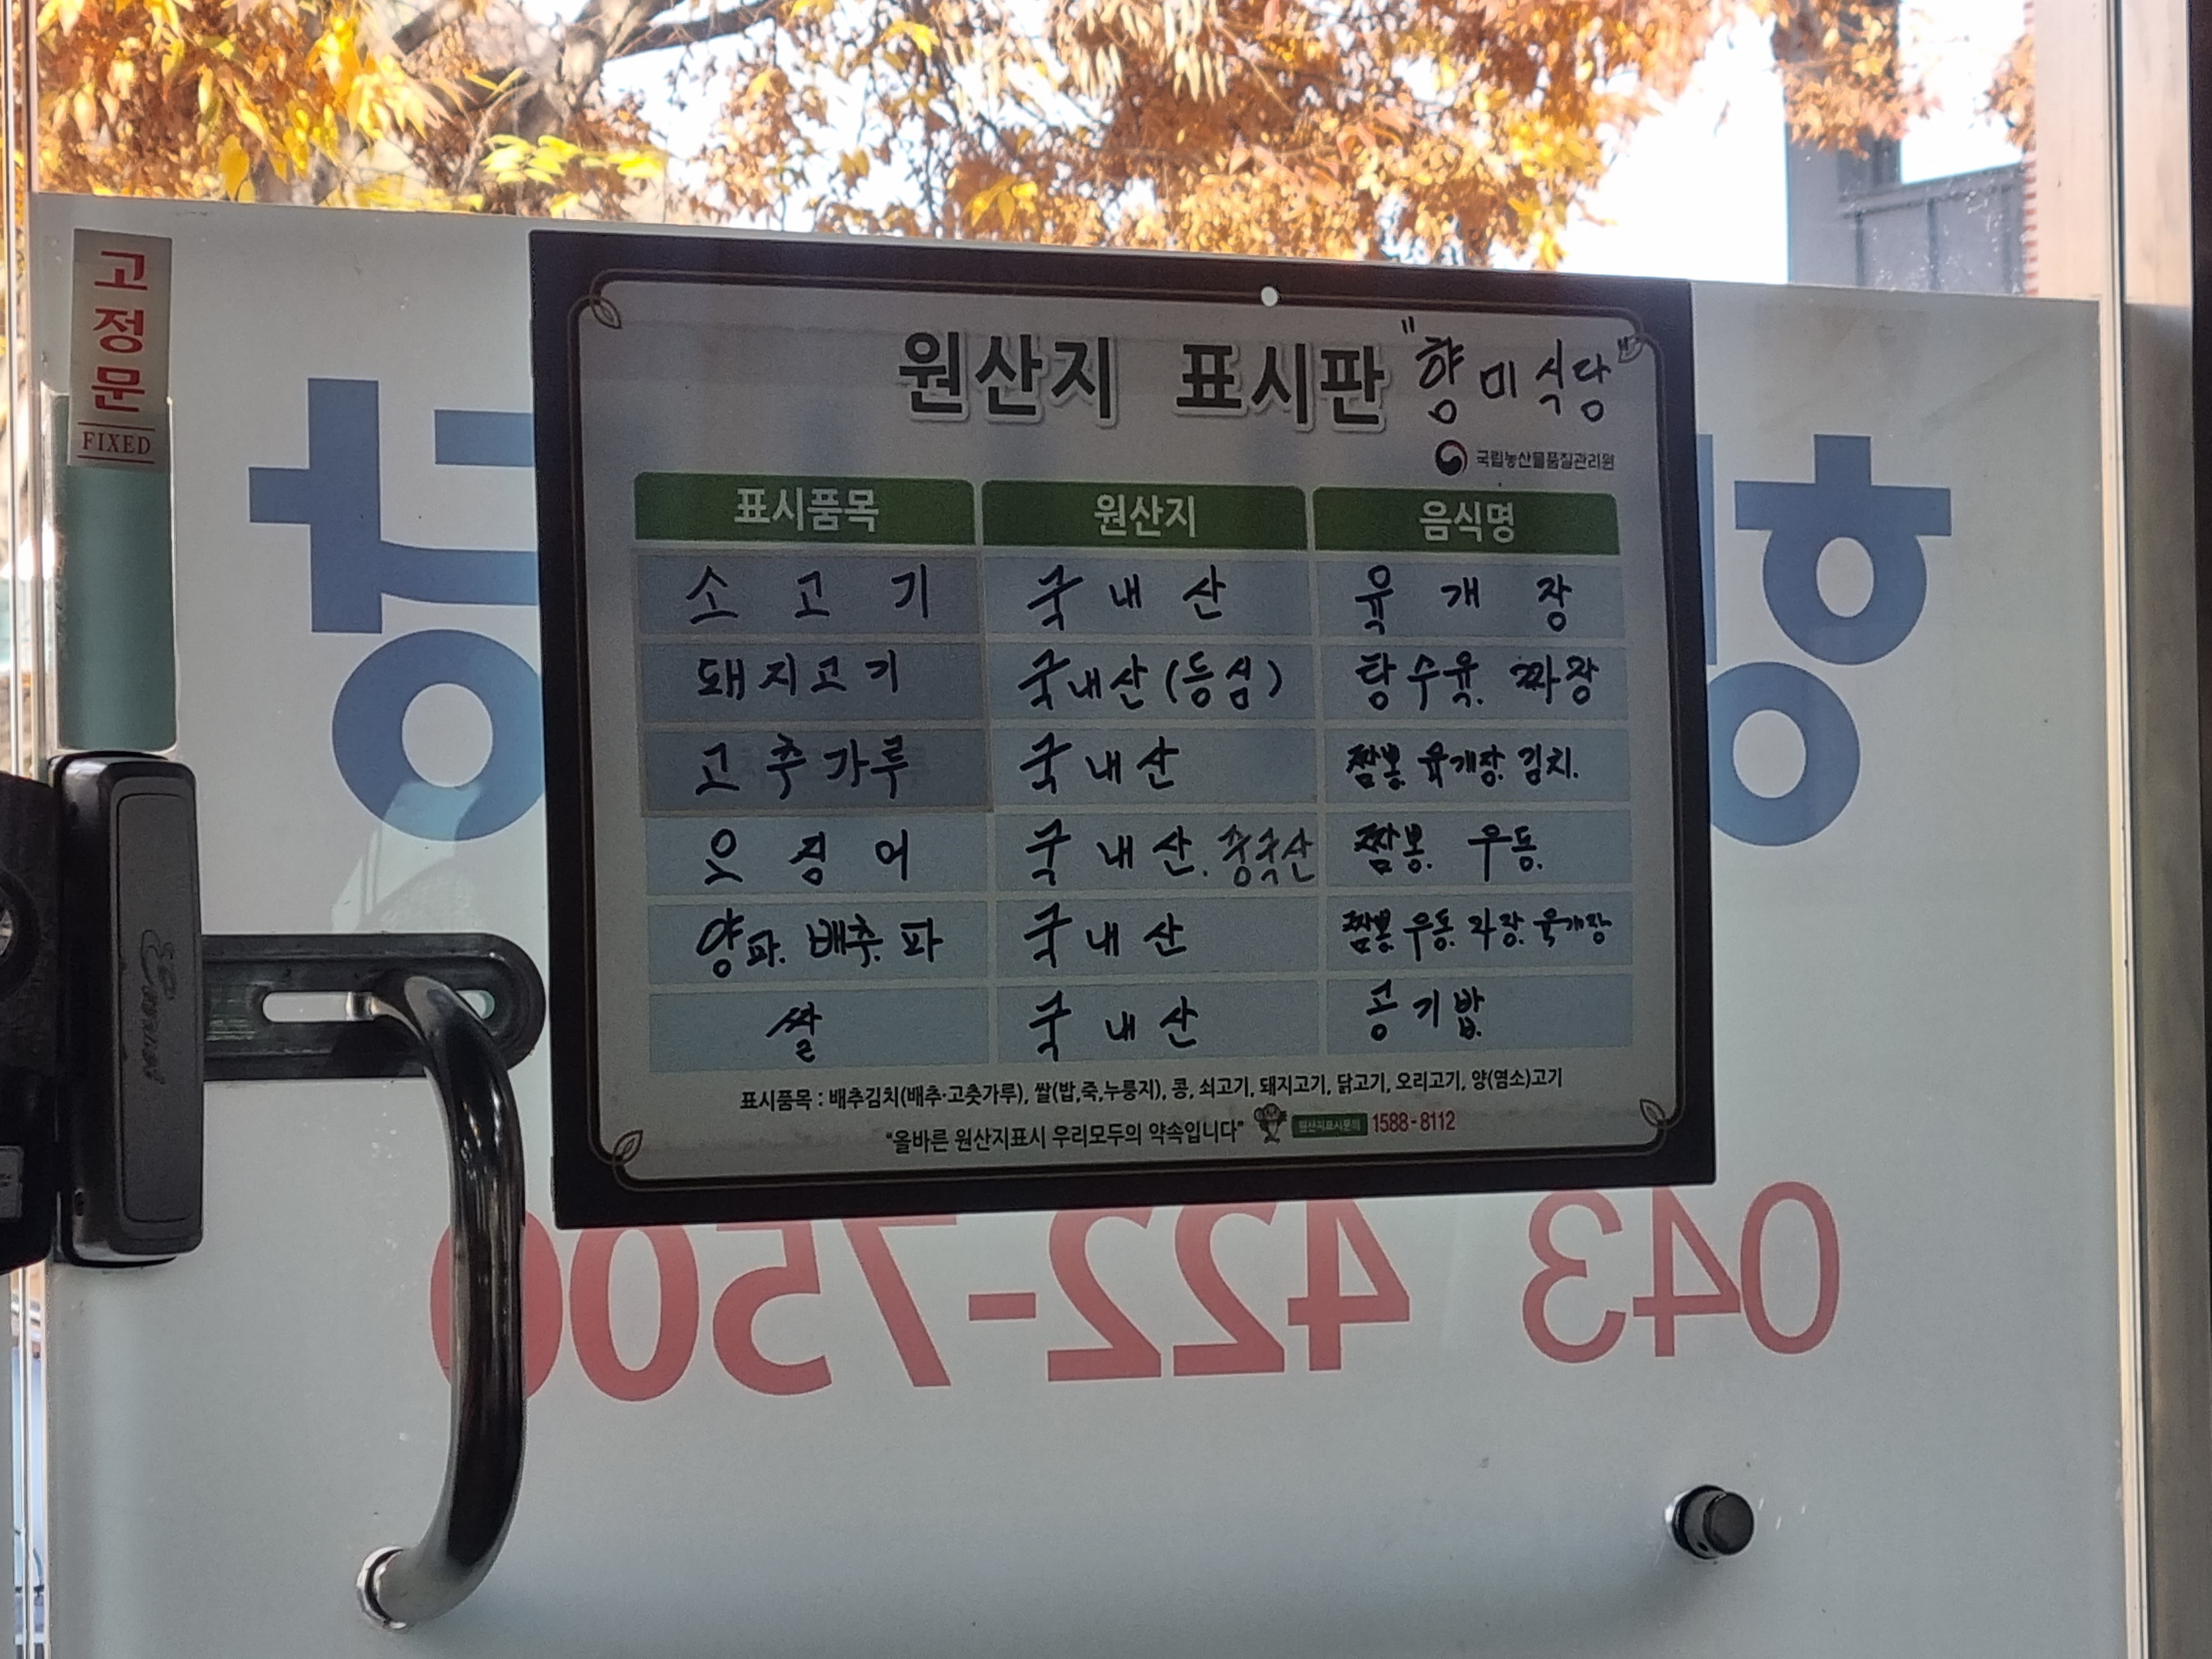 고정문
FIXED
원산지 표시판 "향미식당"
국립농산물품질관리원
표시품목 원산지 음식명
소고기 국내산 육개장
돼지고기 국내산(등심) 탕수육. 짜장
고추가루 국내산 짬뽕. 육개장. 김치.
오징어 국내산. 중국산 짬뽕. 우동.
양파. 배추. 파 국내산 짬뽕. 우동. 짜장. 육개장
쌀 국내산 공기밥.
표시품목 : 배추김치(배추·고춧가루), 쌀(밥,죽,누룽지), 콩, 쇠고기, 돼지고기, 닭고기, 오리고기, 양(염소)고기
"올바른 원산지표시 우리모두의 약속입니다" 원산지표시문의 1588-8112
043 422-7500